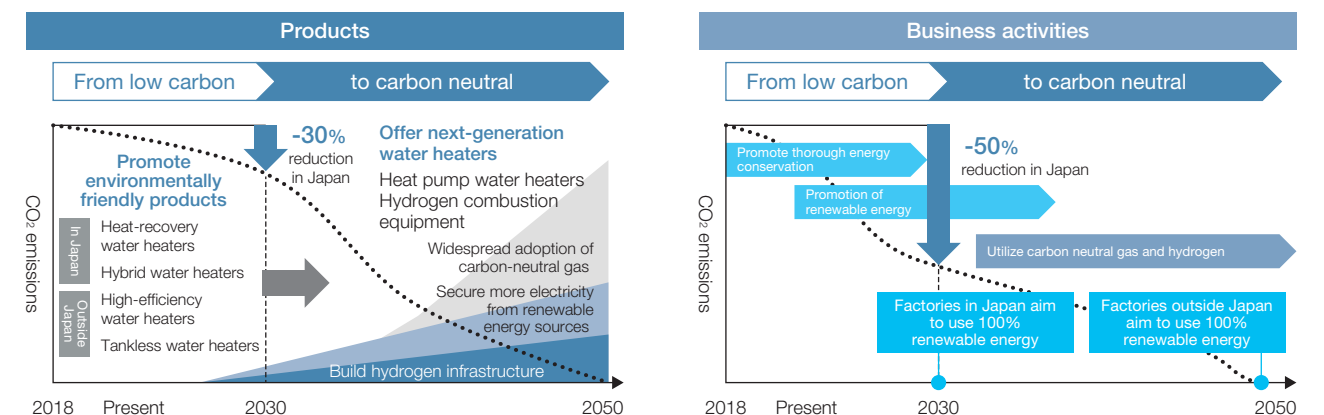 Products
From low carbon
to carbon neutral
-30%
reduction
in Japan
Offer next-generation
water heaters
Heat pump water heaters
Hydrogen combustion
equipment
Promote
environmentally
friendly products
In Japan
Heat-recovery
water heaters
Hybrid water heaters
Outside
Japan
High-efficiency
water heaters
Tankless water heaters
Widespread adoption of
carbon-neutral gas
Secure more electricity
from renewable
energy sources
Build hydrogen infrastructure
CO2 emissions
2018
Present
2030
2050
Business activities
From low carbon
to carbon neutral
Promote thorough energy
conservation
-50%
reduction in Japan
Promotion of
renewable energy
Utilize carbon neutral gas and hydrogen
Factories in Japan aim
to use 100%
renewable energy
Factories outside Japan
aim to use 100%
renewable energy
CO2 emissions
2018
Present
2030
2050